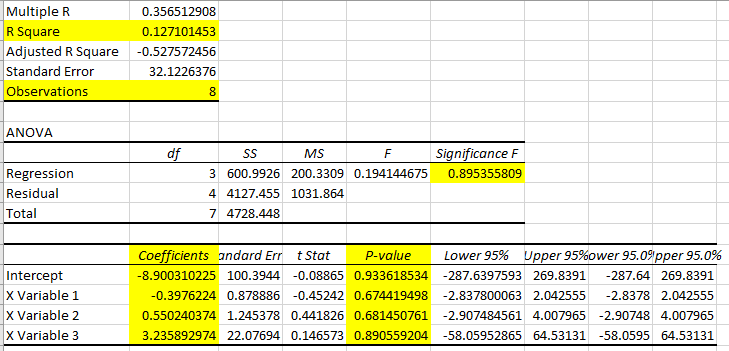 Multiple R 0.356512908
R Square 0.127101453
Adjusted R Square -0.527572456
Standard Error 32.1226376
Observations 8
ANOVA
df SS MS F Significance F
Regression 3 600.9926 200.3309 0.194144675 0.895355809
Residual 4 4127.455 1031.864
Total 7 4728.448
Coefficients andard Err t Stat P-value Lower 95% Upper 95% ower 95.0% pper 95.0%
Intercept -8.900310225 100.3944 -0.08865 0.933618534 -287.6397593 269.8391 -287.64 269.8391
X Variable 1 -0.3976224 0.878886 -0.45242 0.674419498 -2.837800063 2.042555 -2.8378 2.042555
X Variable 2 0.550240374 1.245378 0.441826 0.681450761 -2.907484561 4.007965 -2.90748 4.007965
X Variable 3 3.235892974 22.07694 0.146573 0.890559204 -58.05952865 64.53131 -58.0595 64.53131